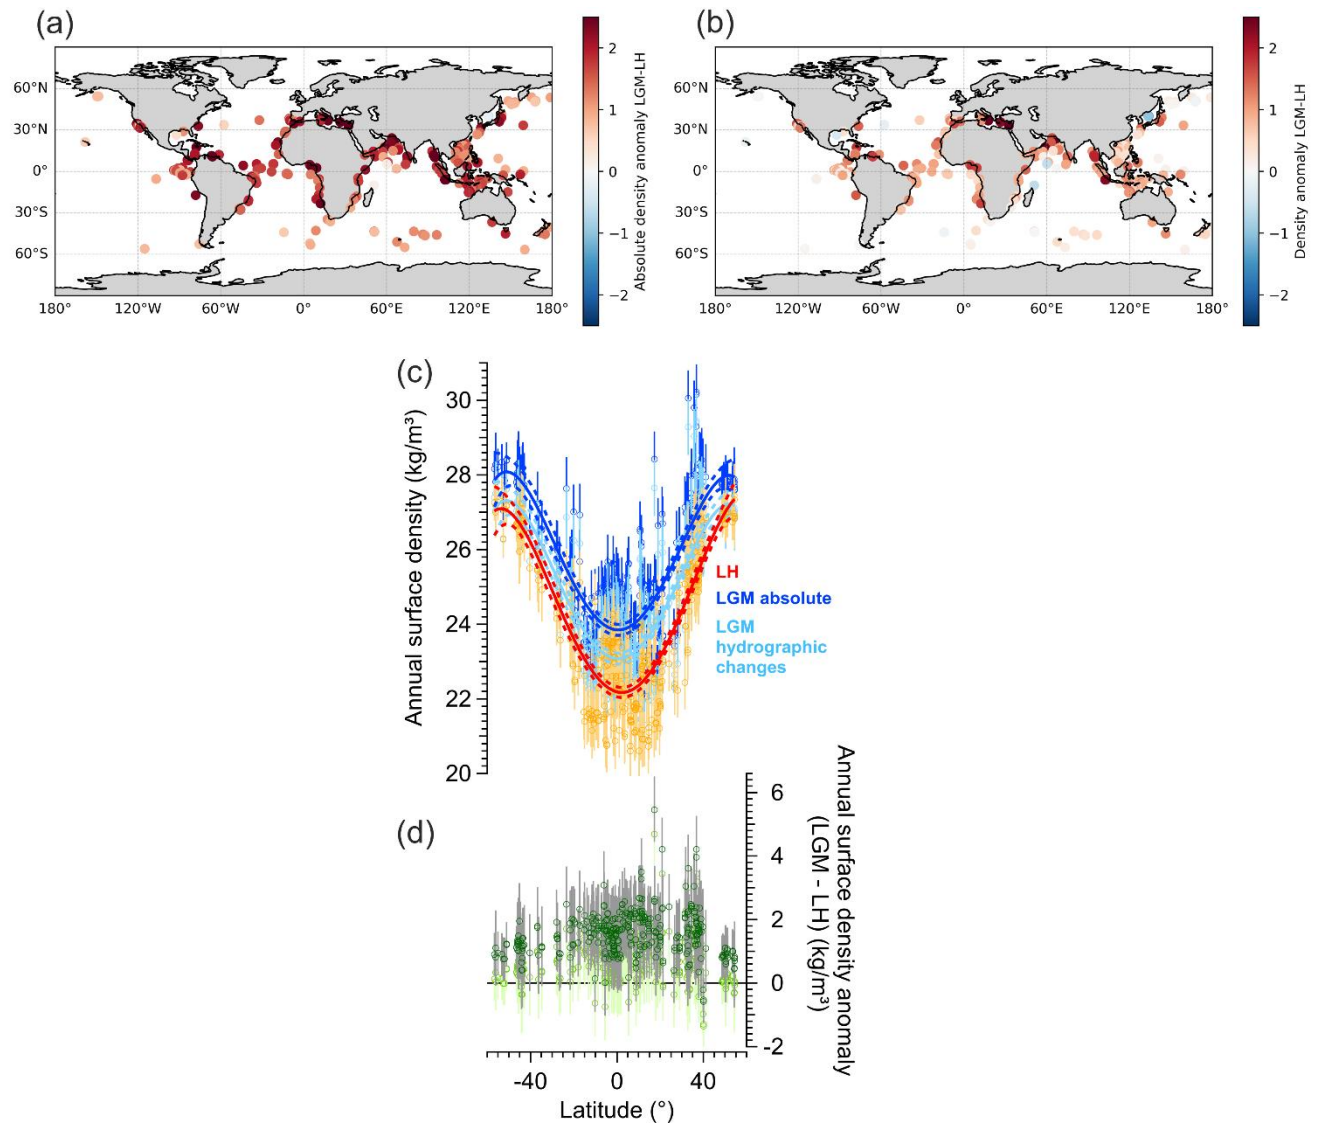 (a)
60°N
30°N
0°
30°S
60°S
180°
120°W
60°W
0°
60°E
120°E
180°
2
1
0
−1
−2
Absolute density anomaly LGM-LH
(b)
60°N
30°N
0°
30°S
60°S
180°
120°W
60°W
0°
60°E
120°E
180°
2
1
0
−1
−2
Density anomaly LGM-LH
(c)
30
28
26
24
22
20
Annual surface density (kg/m³)
LH
LGM absolute
LGM
hydrographic
changes
(d)
6
4
2
0
-2
Annual surface density anomaly
(LGM - LH) (kg/m³)
-40
0
40
Latitude (°)